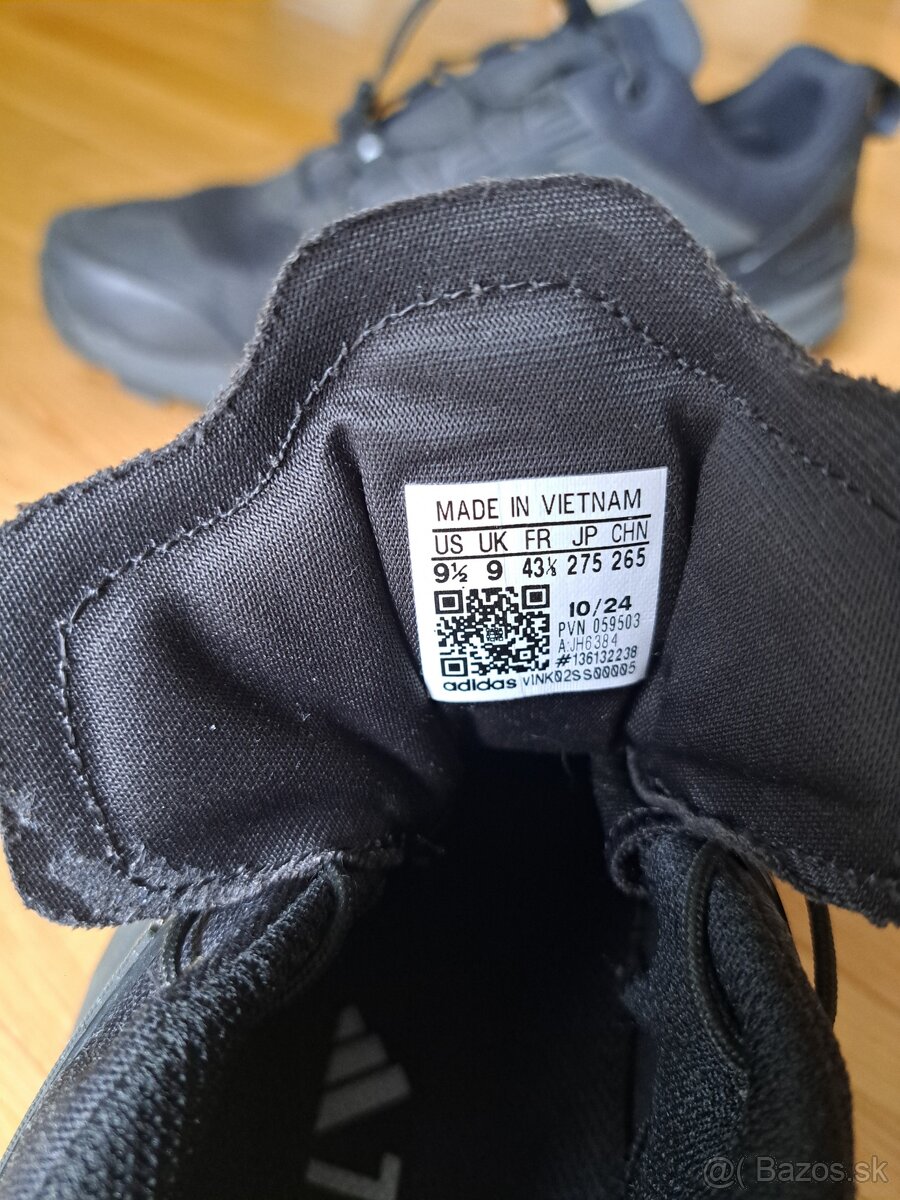 MADE IN VIETNAM
US UK FR JP CHN
9½ 9 43⅓ 275 265
10/24
PVN 059503
A:JH6384
#136132238
adidas VINK02SS00005
@( Bazos.sk